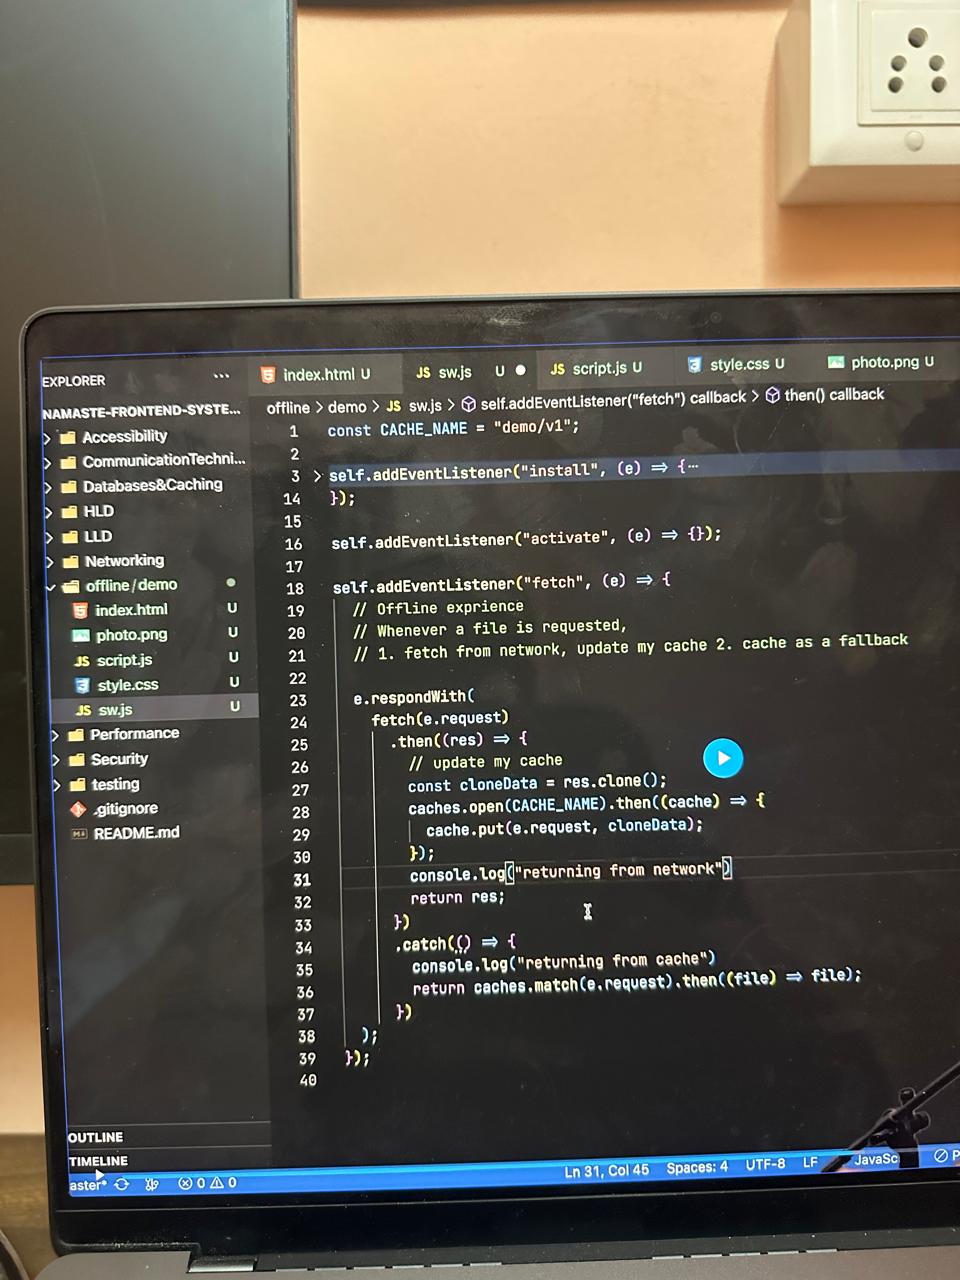 EXPLORER
...
index.html U
JS sw.js U
JS script.js U
style.css U
photo.png U
NAMASTE-FRONTEND-SYSTE...
offline > demo > JS sw.js > self.addEventListener("fetch") callback > then() callback
Accessibility
CommunicationTechni...
Databases&Caching
HLD
LLD
Networking
offline/demo
index.html U
photo.png U
JS script.js U
style.css U
JS sw.js U
Performance
Security
testing
.gitignore
README.md
1 const CACHE_NAME = "demo/v1";
2
3 > self.addEventListener("install", (e) => {...
14 });
15
16 self.addEventListener("activate", (e) => {});
17
18 self.addEventListener("fetch", (e) => {
19 // Offline exprience
20 // Whenever a file is requested,
21 // 1. fetch from network, update my cache 2. cache as a fallback
22
23 e.respondWith(
24 fetch(e.request)
25 .then((res) => {
26 // update my cache
27 const cloneData = res.clone();
28 caches.open(CACHE_NAME).then((cache) => {
29 cache.put(e.request, cloneData);
30 });
31 console.log("returning from network")
32 return res;
33 })
34 .catch(() => {
35 console.log("returning from cache")
36 return caches.match(e.request).then((file) => file);
37 })
38 );
39 });
40
OUTLINE
TIMELINE
aster* 0 0
Ln 31, Col 45 Spaces: 4 UTF-8 LF JavaSc P